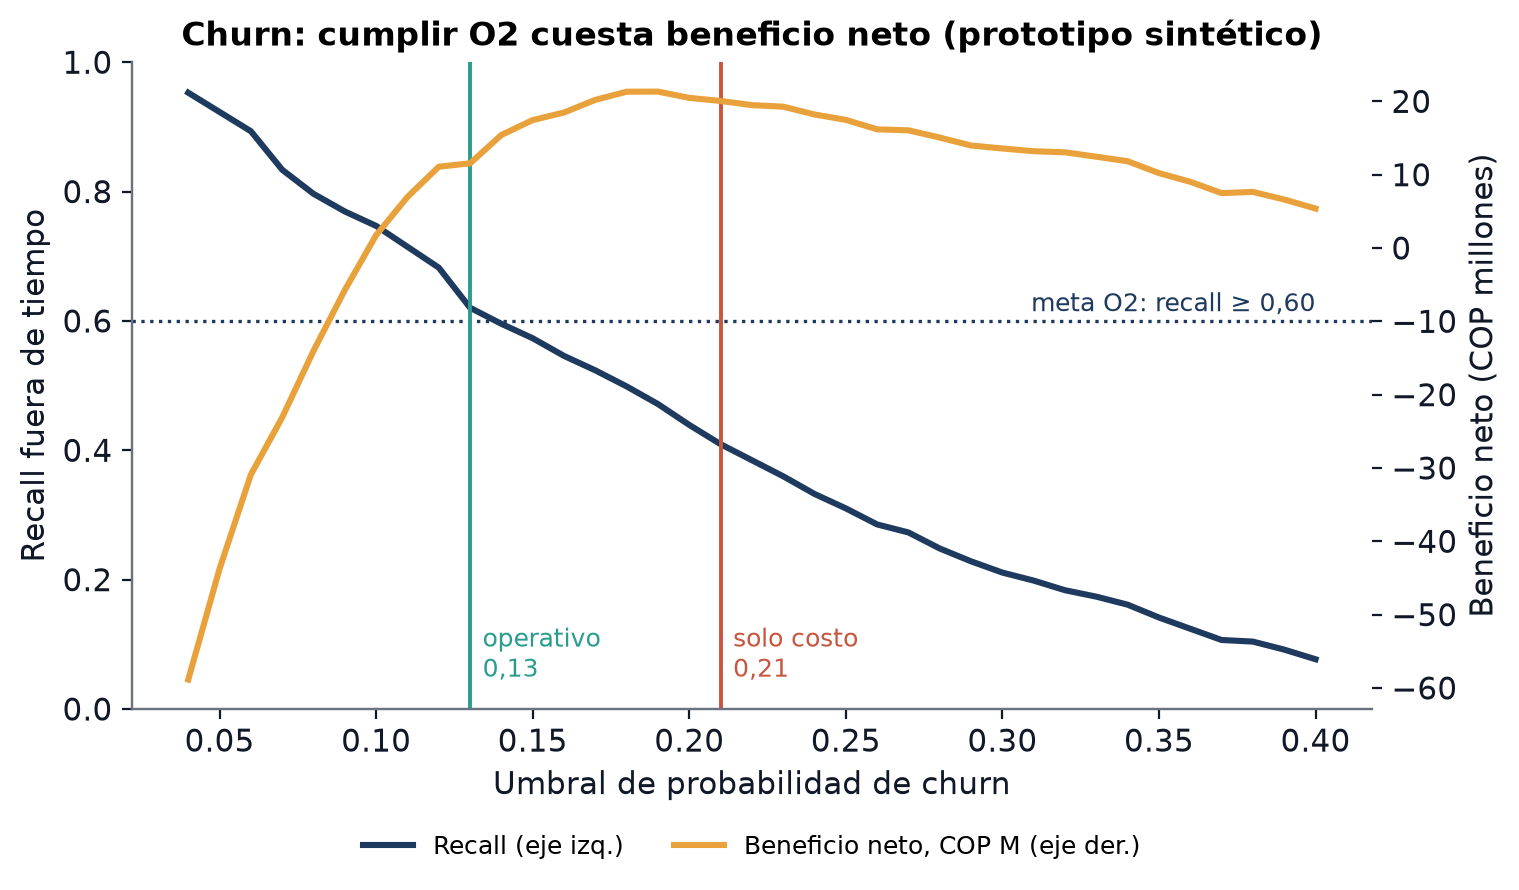 Churn: cumplir O2 cuesta beneficio neto (prototipo sintético)
Recall fuera de tiempo
1.0
0.8
0.6
0.4
0.2
0.0
meta O2: recall ≥ 0,60
operativo
0,13
solo costo
0,21
20
10
0
−10
−20
−30
−40
−50
−60
Beneficio neto (COP millones)
0.05
0.10
0.15
0.20
0.25
0.30
0.35
0.40
Umbral de probabilidad de churn
Recall (eje izq.)
Beneficio neto, COP M (eje der.)